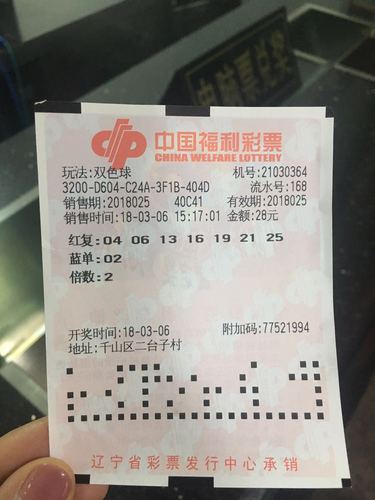 中国福利彩票
CHINA WELFARE LOTTERY
玩法:双色球 机号:21030364
3200-D604-C24A-3F1B-404D 流水号:168
销售期:2018025 40C41 有效期:2018025
销售时间:18-03-06 15:17:01 金额:28元
红复:04 06 13 16 19 21 25
蓝单:02
倍数:2
开奖时间:18-03-06 附加码:77521994
地址:千山区二台子村
辽宁省彩票发行中心承销